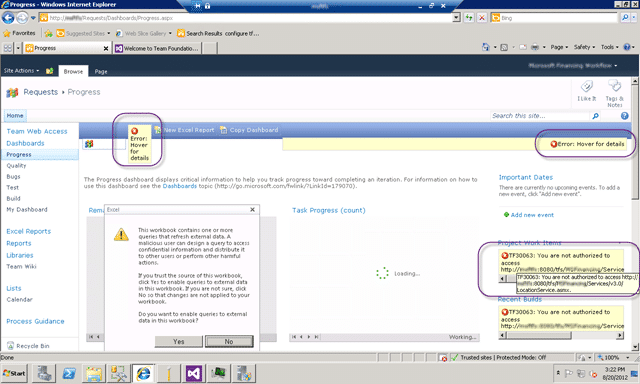 Progress - Windows Internet Explorer
/Requests/Dashboards/Progress.aspx
Bing
Favorites
Suggested Sites
Web Slice Gallery
Search Results configure tf...
Progress
Welcome to Team Foundatio...
Page
Safety
Tools
Site Actions
Browse
Page
Microsoft Financing Workflow
Requests
Progress
I Like It
Tags &
Notes
Home
Search this site...
Team Web Access
Dashboards
Progress
Quality
Bugs
Test
Build
My Dashboard
Excel Reports
Reports
Libraries
Team Wiki
Lists
Calendar
Process Guidance
Recycle Bin
Error:
Hover
for
details
New Excel Report
Copy Dashboard
Error: Hover for details
The Progress dashboard displays critical information to help you track progress toward completing an iteration. For information on how to
use this dashboard see the Dashboards topic (http://go.microsoft.com/fwlink/?LinkId=179070).
Task Progress (count)
Loading...
Working...
Excel
This workbook contains one or more
queries that refresh external data. A
malicious user can design a query to access
confidential information and distribute it
to other users or perform other harmful
actions.
If you trust the source of this workbook,
click Yes to enable queries to external data
in this workbook. If you are not sure, click
No so that changes are not applied to your
workbook.
Do you want to enable queries to external
data in this workbook?
Yes
No
Important Dates
There are currently no upcoming events. To add a
new event, click "Add new event".
Add new event
Project Work Items
TF30063: You are not authorized to
access
:8080/tfs/
/Service
TF30063: You are not authorized to access http://
:8080/tfs/
/Services/v3.0/
LocationService.asmx.
Recent Builds
TF30063: You are not authorized to
access
:8080/tfs/
/Service
Done
Trusted sites | Protected Mode: Off
100%
Start
3:22 PM
8/20/2012